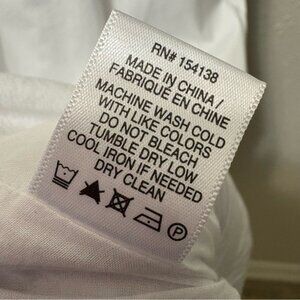 RN# 154138
MADE IN CHINA /
FABRIQUE EN CHINE
MACHINE WASH COLD
WITH LIKE COLORS
DO NOT BLEACH
TUMBLE DRY LOW
COOL IRON IF NEEDED
DRY CLEAN
P